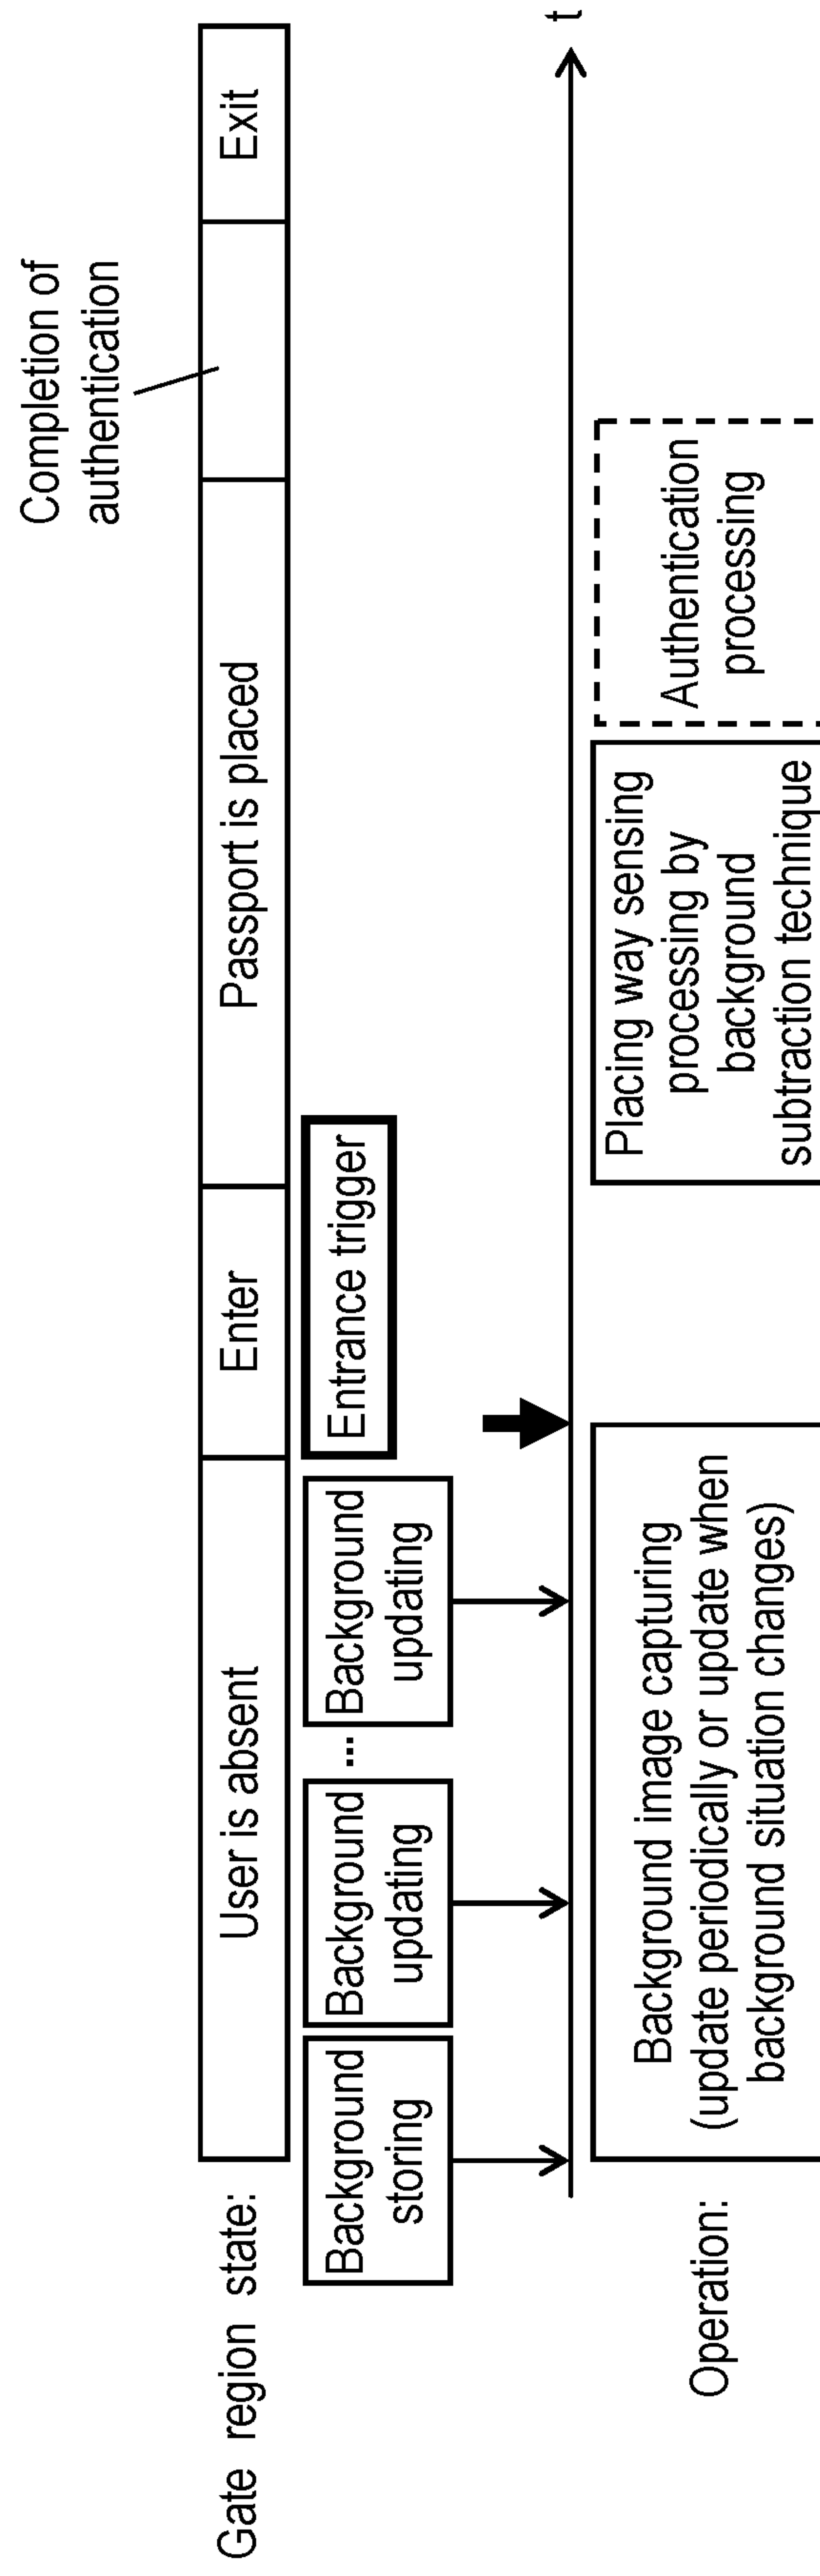 Completion of
authentication
Gate region state:
User is absent
Enter
Passport is placed
Exit
Background
storing
Background
updating
...
Background
updating
Entrance trigger
t
Operation:
Background image capturing
(update periodically or update when
background situation changes)
Placing way sensing
processing by
background
subtraction technique
Authentication
processing